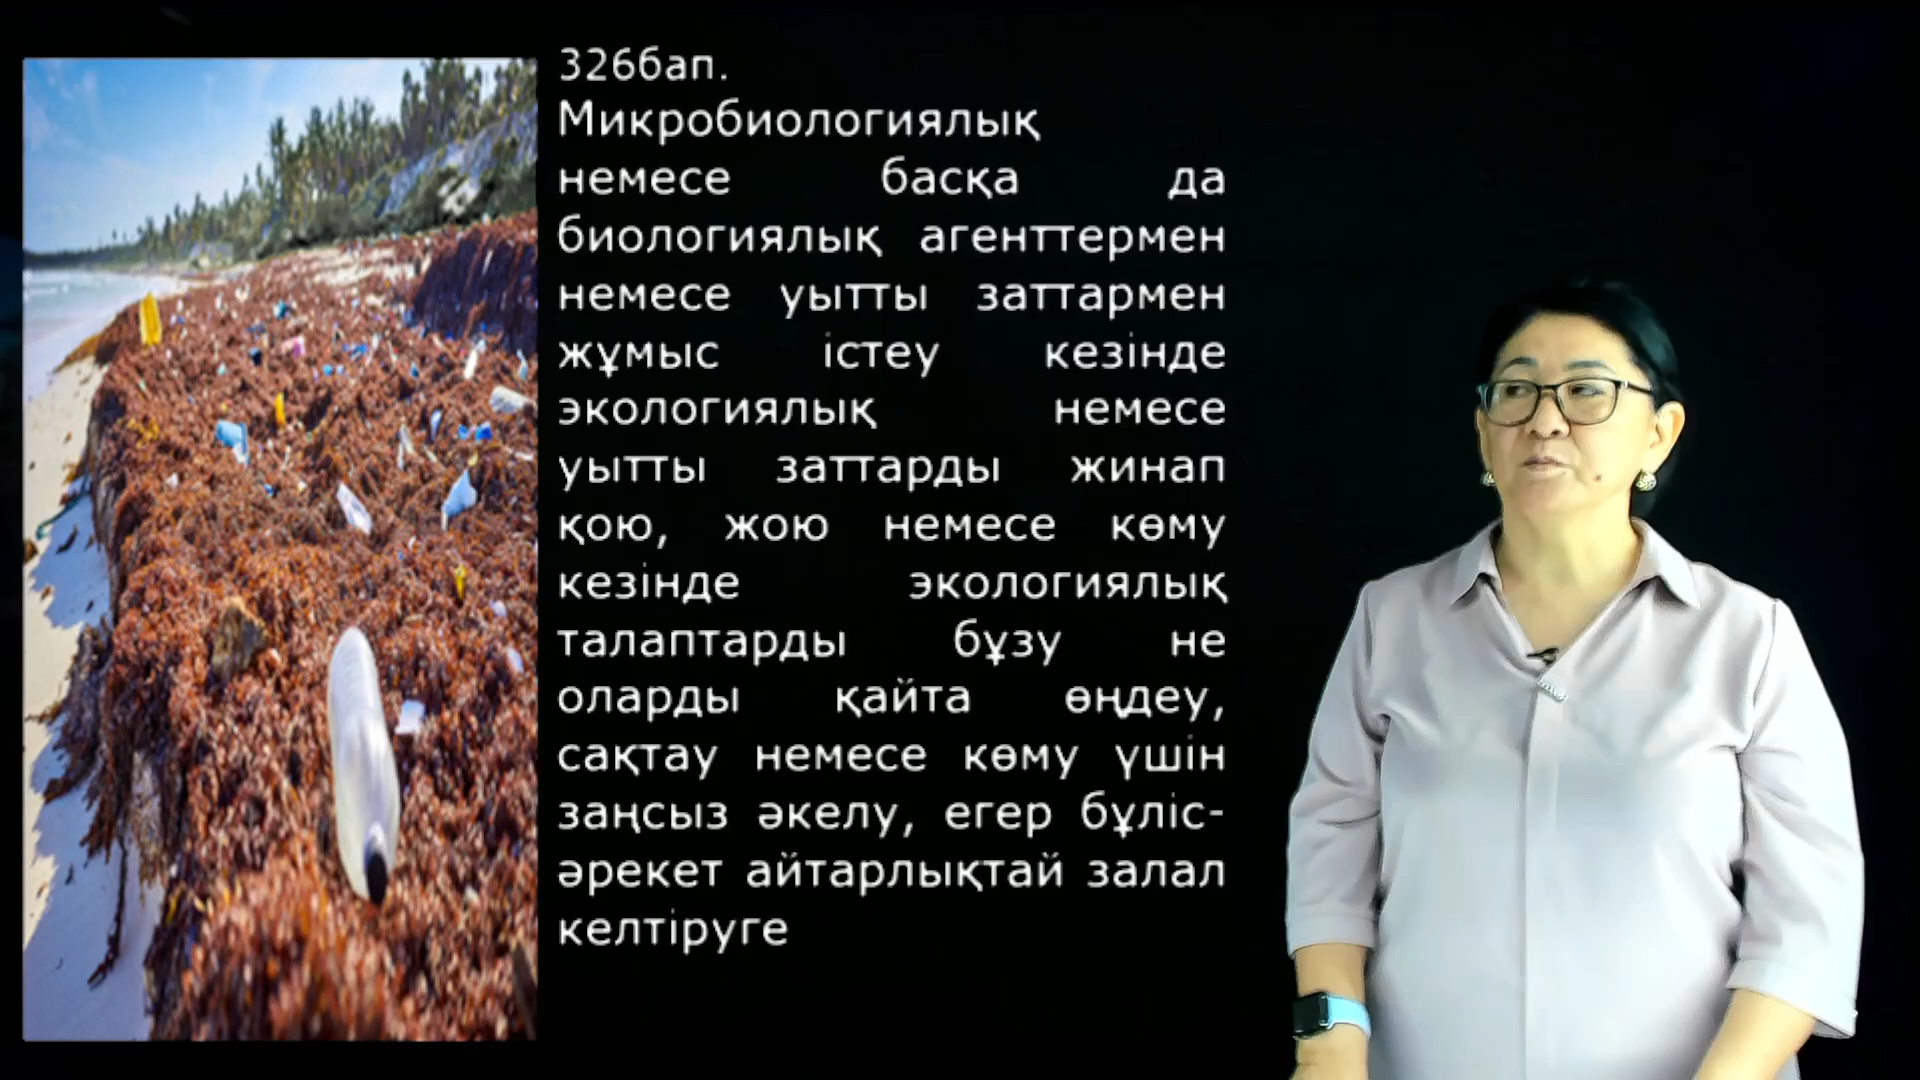 326бап.
Микробиологиялық
немесе басқа да
биологиялық агенттермен
немесе уытты заттармен
жұмыс істеу кезінде
экологиялық немесе
уытты заттарды жинап
қою, жою немесе көму
кезінде экологиялық
талаптарды бұзу не
оларды қайта өңдеу,
сақтау немесе көму үшін
заңсыз әкелу, егер бұліс-
әрекет айтарлықтай залал
келтіруге